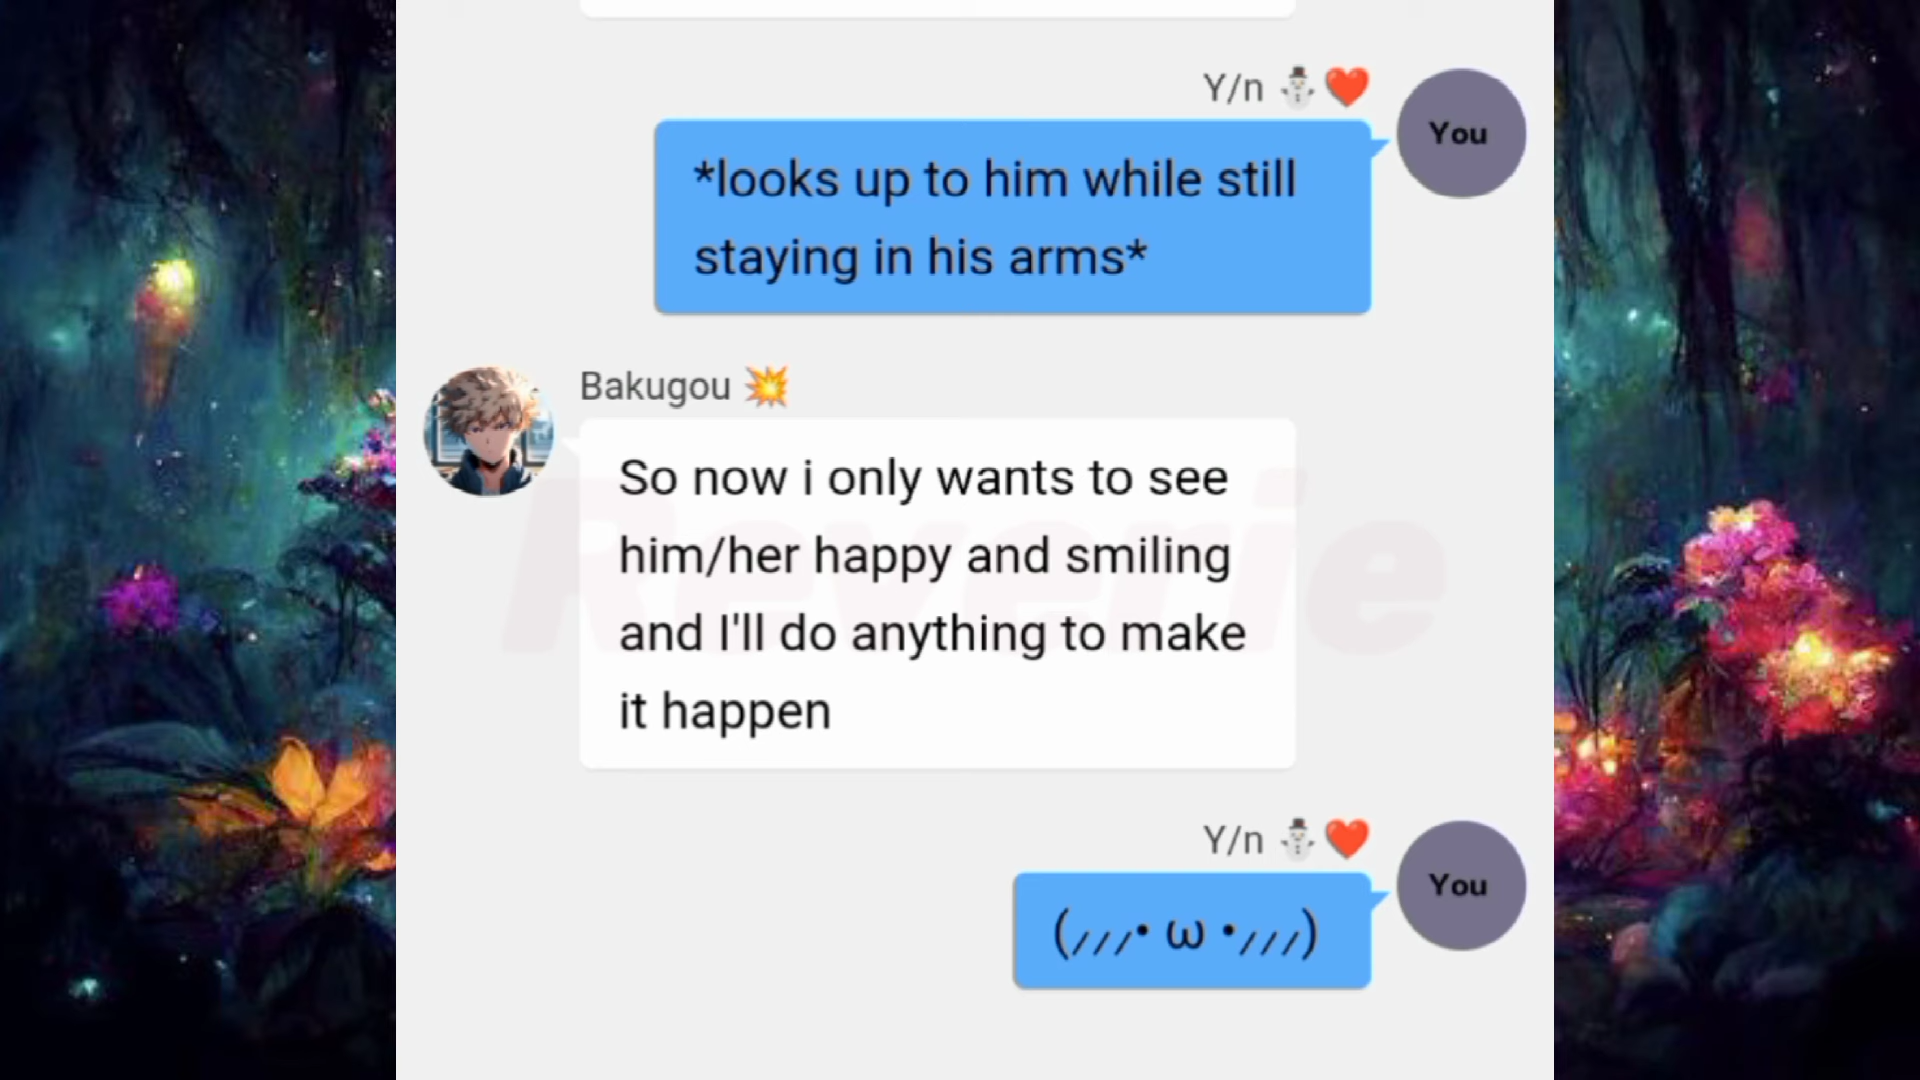 Y/n ⛄❤️
You
*looks up to him while still
staying in his arms*
Bakugou 💥
So now i only wants to see
him/her happy and smiling
and I'll do anything to make
it happen
Reverie
Y/n ⛄❤️
You
(⸝⸝⸝• ω •⸝⸝⸝)